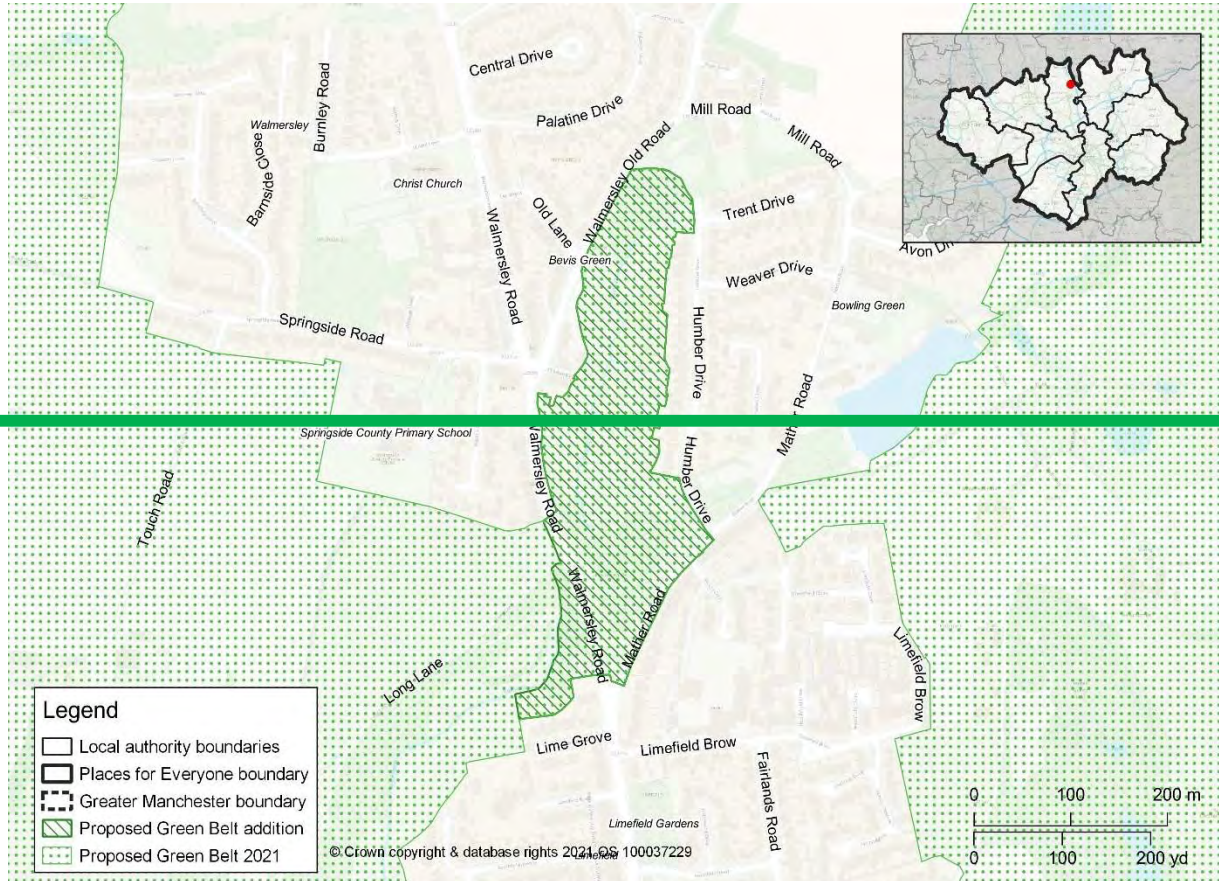 Central Drive
Burnley Road
Walmersley
Palatine Drive
Mill Road
Barnside Close
Walmersley Old Road
Mill Road
Christ Church
Old Lane
Trent Drive
Walmersley Road
Avon Dri
Bevis Green
Weaver Drive
Bowling Green
Springside Road
Humber Drive
Mather Road
Springside County Primary School
Walmersley Road
Humber Drive
Touch Road
Walmersley Road
Mather Road
Limefield Brow
Long Lane
Lime Grove
Limefield Brow
Fairlands Road
Limefield Gardens
Limefield
Legend
Local authority boundaries
Places for Everyone boundary
Greater Manchester boundary
Proposed Green Belt addition
Proposed Green Belt 2021
© Crown copyright & database rights 2021 OS 100037229
0 100 200 m
0 100 200 yd